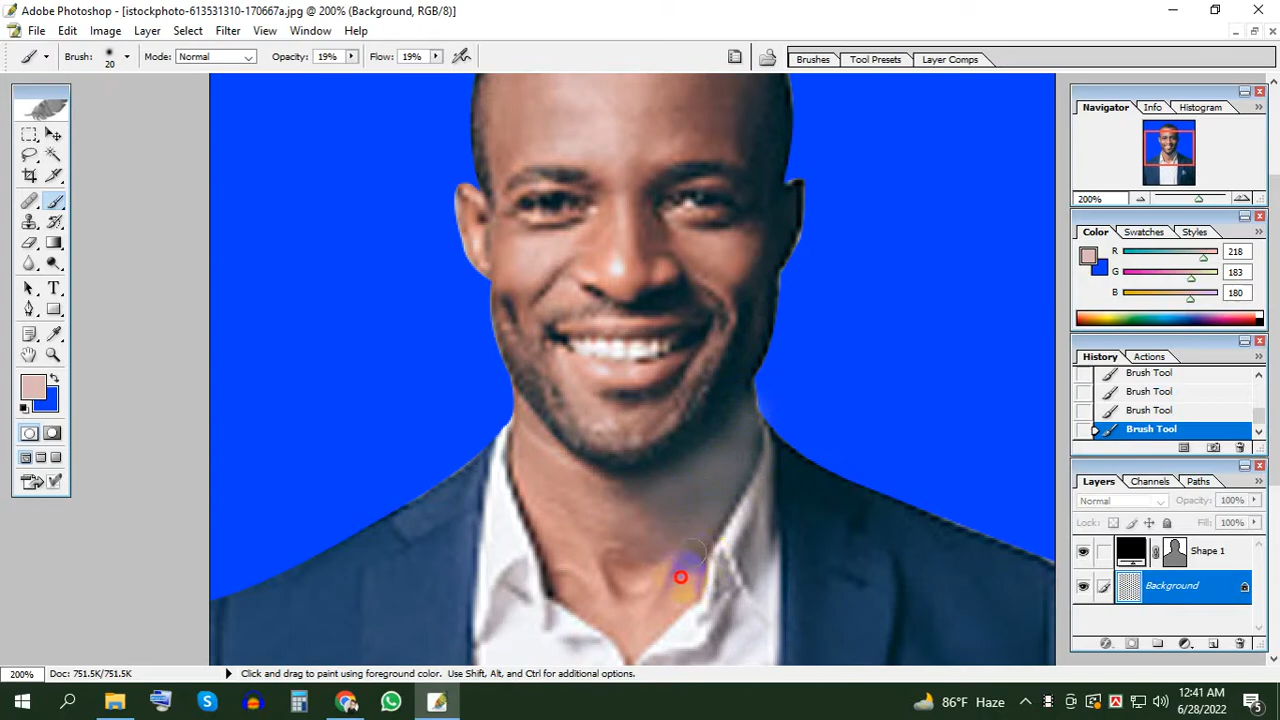 Adobe Photoshop - [istockphoto-613531310-170667a.jpg @ 200% (Background, RGB/8)]
File Edit Image Layer Select Filter View Window Help
Brush: 20 Mode: Normal Opacity: 19% Flow: 19% Brushes Tool Presets Layer Comps
Navigator Info Histogram
200%
Color Swatches Styles
R 218
G 183
B 180
History Actions
Brush Tool
Brush Tool
Brush Tool
Brush Tool
Layers Channels Paths
Normal Opacity: 100%
Lock: Fill: 100%
Shape 1
Background
200% Doc: 751.5K/751.5K Click and drag to paint using foreground color. Use Shift, Alt, and Ctrl for additional options.
86°F Haze
12:41 AM
6/28/2022
5